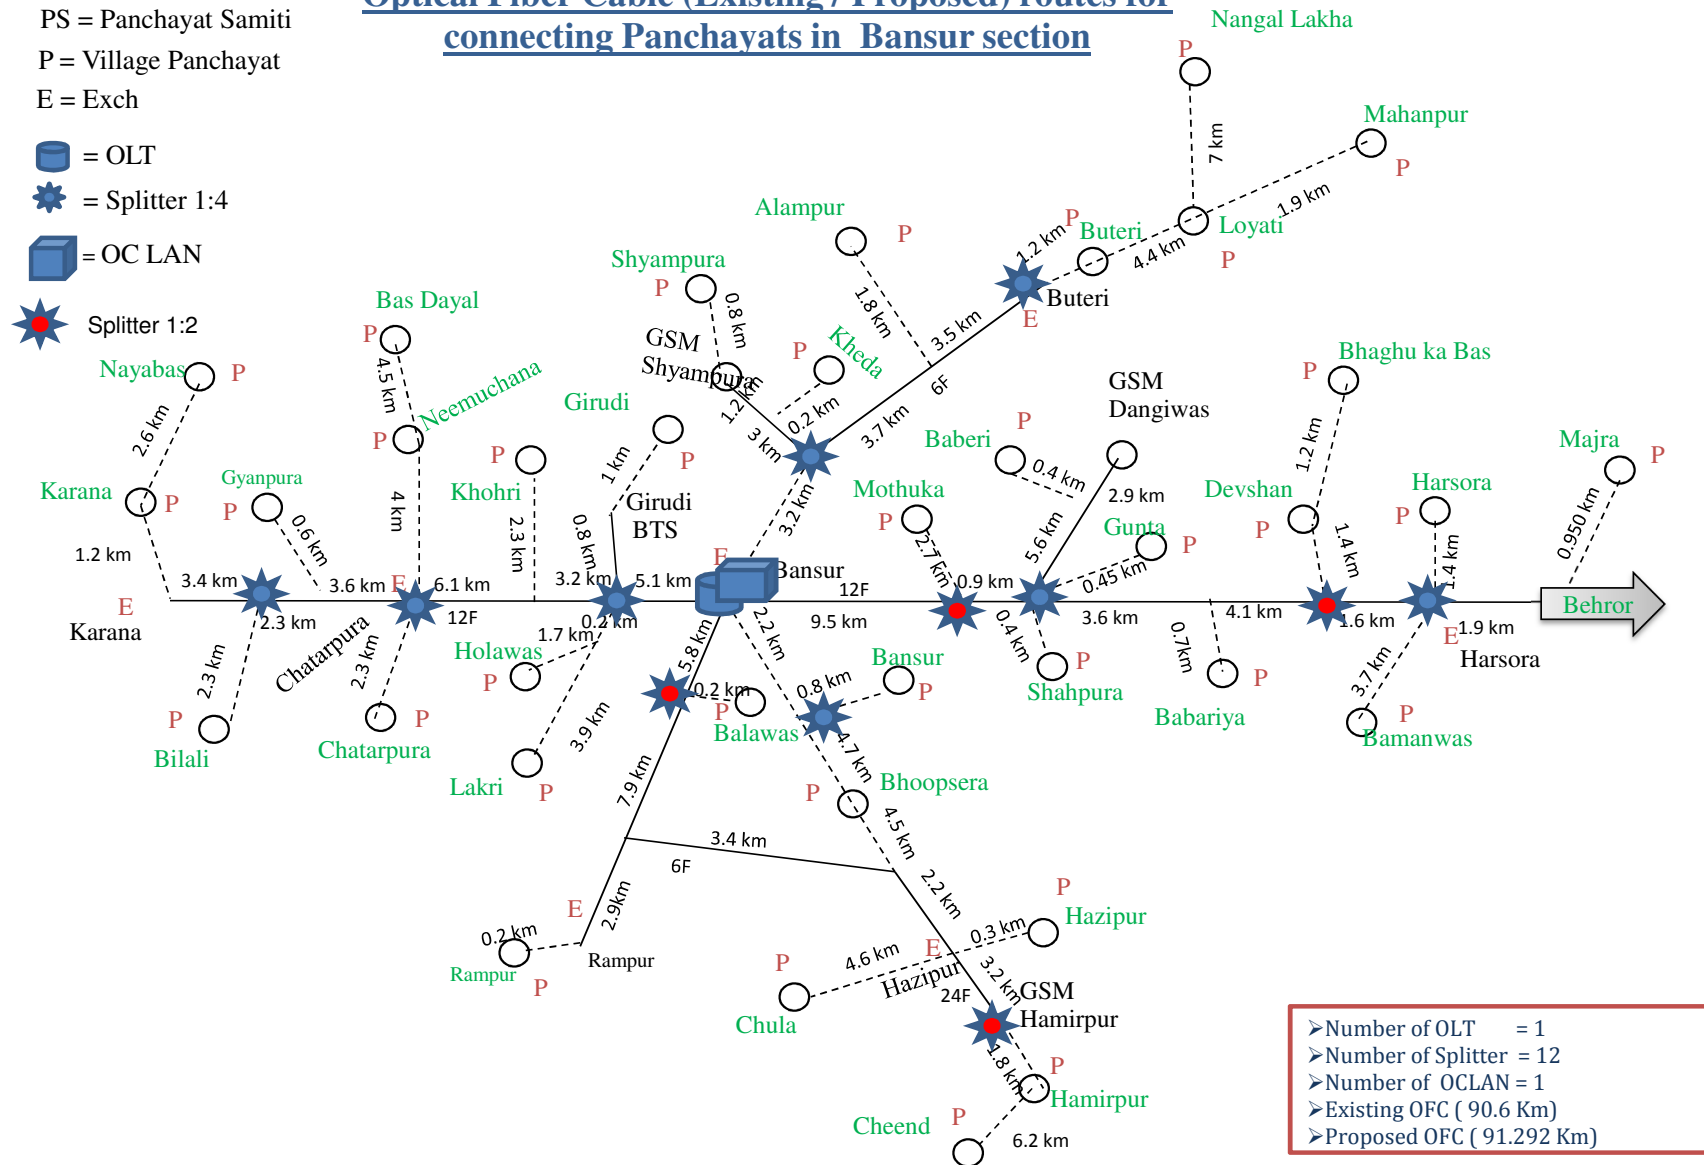 Optical Fiber Cable (Existing / Proposed) routes for
connecting Panchayats in Bansur section
PS = Panchayat Samiti
P = Village Panchayat
E = Exch
= OLT
= Splitter 1:4
= OC LAN
Splitter 1:2
Nangal Lakha
P
7 km
Mahanpur
P
1.9 km
Loyati
P
4.4 km
Buteri
P
1.2 km
Buteri
E
3.5 km
6F
3.7 km
Alampur
P
1.8 km
Shyampura
P
0.8 km
GSM
Shyampura
1.2 km
3 km
Kheda
P
0.2 km
3.2 km
Bas Dayal
P
4.5 km
Neemuchana
P
4 km
Nayabas
P
2.6 km
Karana
P
1.2 km
E
Karana
3.4 km
Gyanpura
P
0.6 km
3.6 km
E
6.1 km
12F
2.3 km
Chatarpura
Bilali
P
2.3 km
Chatarpura
P
2.3 km
Khohri
P
2.3 km
Girudi
P
1 km
Girudi
BTS
0.8 km
3.2 km
5.1 km
1.7 km
0.2 km
Holawas
P
Lakri
P
3.9 km
E
Bansur
12F
9.5 km
2.2 km
5.8 km
Mothuka
P
2.7 km
0.9 km
Baberi
P
0.4 km
GSM
Dangiwas
2.9 km
5.6 km
Gunta
P
0.45 km
0.4 km
Shahpura
P
3.6 km
0.7km
Babariya
P
4.1 km
Devshan
P
1.4 km
Bhaghu ka Bas
P
1.2 km
1.6 km
Harsora
P
1.4 km
E
1.9 km
Harsora
3.7 km
Bamanwas
P
Majra
P
0.950 km
Behror
0.2 km
P
Balawas
0.8 km
Bansur
P
4.7 km
Bhoopsera
P
4.5 km
7.9 km
3.4 km
6F
2.9km
E
Rampur
0.2 km
Rampur
P
2.2 km
Hazipur
P
0.3 km
E
Hazipur
4.6 km
P
Chula
24F
3.2 km
GSM
Hamirpur
1.8 km
P
Hamirpur
Cheend
P
6.2 km
➢Number of OLT = 1
➢Number of Splitter = 12
➢Number of OCLAN = 1
➢Existing OFC ( 90.6 Km)
➢Proposed OFC ( 91.292 Km)